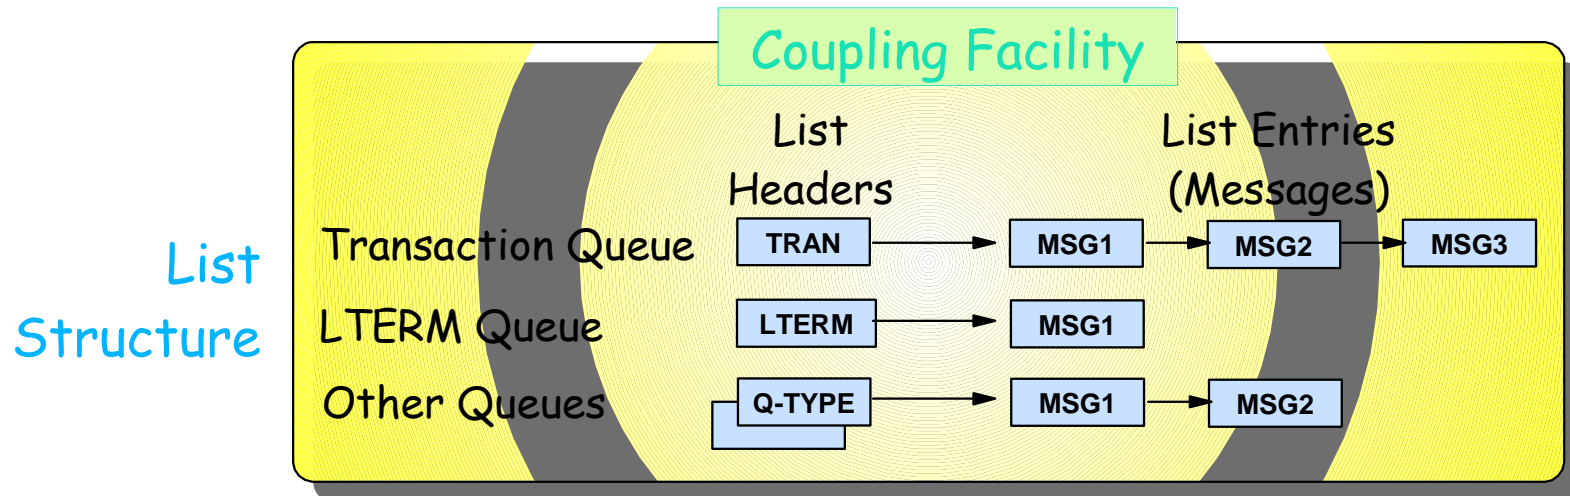 Coupling Facility
List Headers
List Entries (Messages)
List Structure
Transaction Queue
TRAN
MSG1
MSG2
MSG3
LTERM Queue
LTERM
MSG1
Other Queues
Q-TYPE
MSG1
MSG2